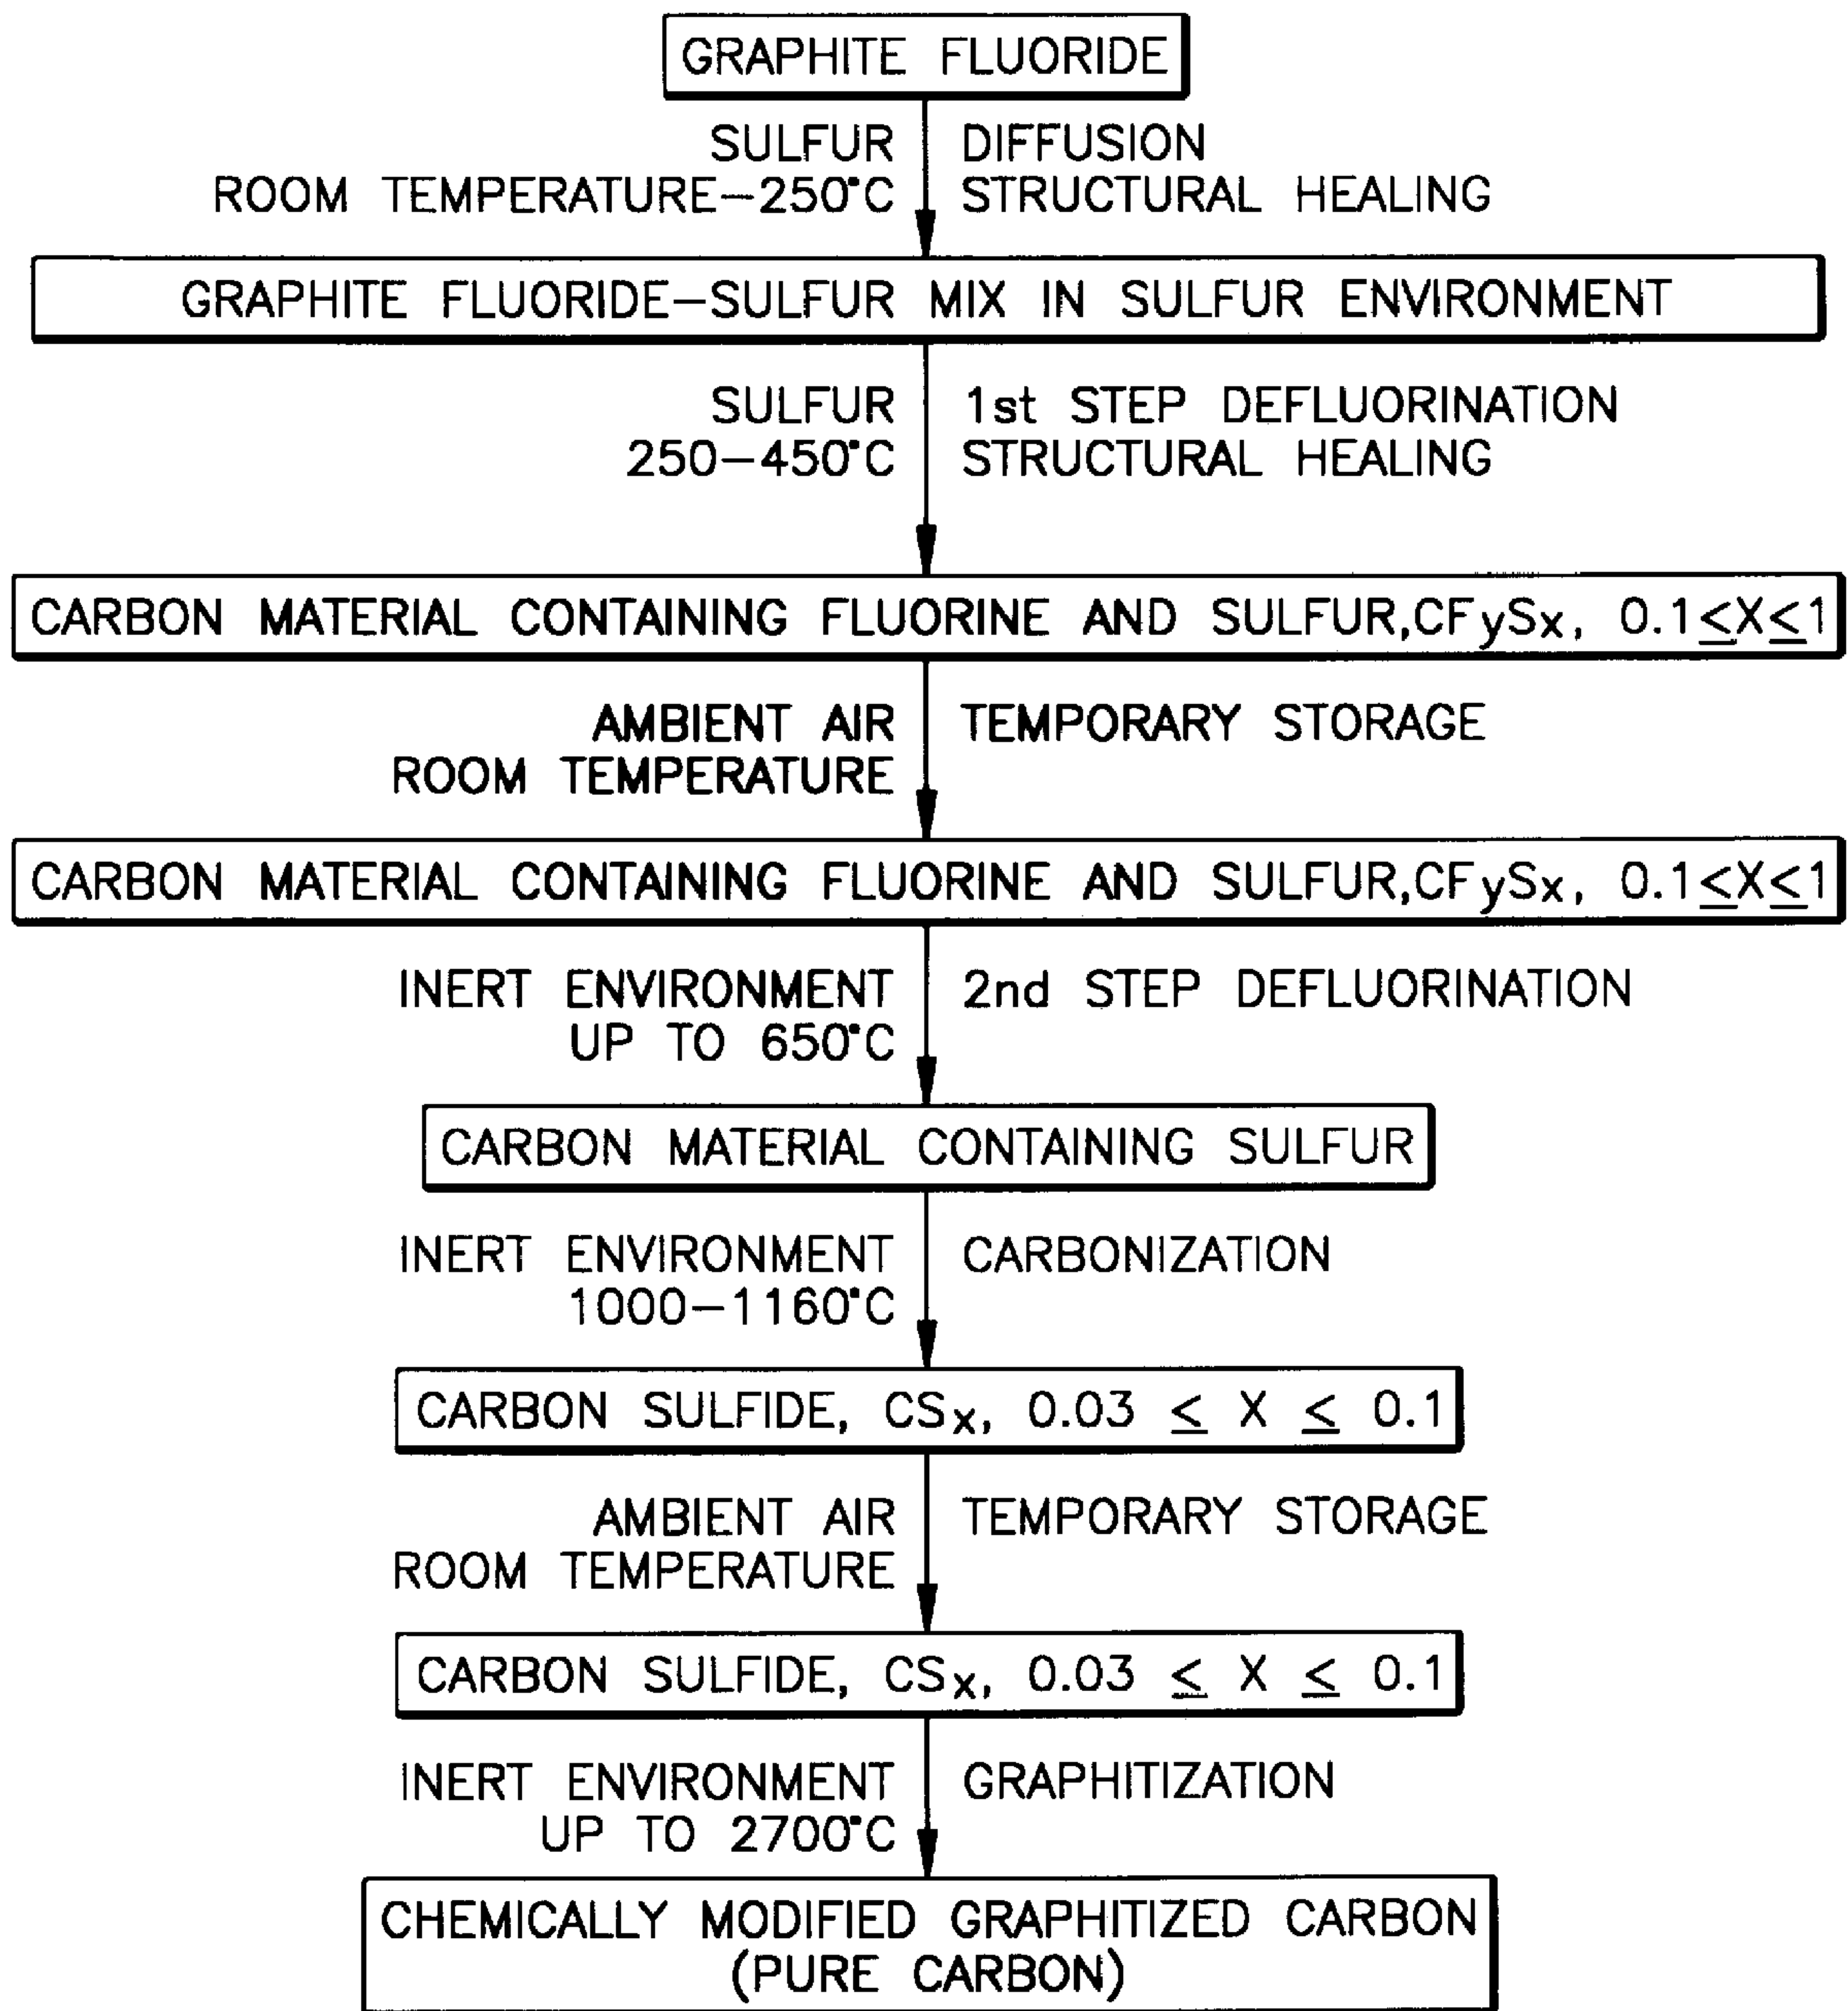 GRAPHITE FLUORIDE
SULFUR DIFFUSION
ROOM TEMPERATURE–250°C STRUCTURAL HEALING
GRAPHITE FLUORIDE–SULFUR MIX IN SULFUR ENVIRONMENT
SULFUR 1st STEP DEFLUORINATION
250–450°C STRUCTURAL HEALING
CARBON MATERIAL CONTAINING FLUORINE AND SULFUR,CFySx, 0.1≤X≤1
AMBIENT AIR TEMPORARY STORAGE
ROOM TEMPERATURE
CARBON MATERIAL CONTAINING FLUORINE AND SULFUR,CFySx, 0.1≤X≤1
INERT ENVIRONMENT 2nd STEP DEFLUORINATION
UP TO 650°C
CARBON MATERIAL CONTAINING SULFUR
INERT ENVIRONMENT CARBONIZATION
1000–1160°C
CARBON SULFIDE, CSx, 0.03 ≤ X ≤ 0.1
AMBIENT AIR TEMPORARY STORAGE
ROOM TEMPERATURE
CARBON SULFIDE, CSx, 0.03 ≤ X ≤ 0.1
INERT ENVIRONMENT GRAPHITIZATION
UP TO 2700°C
CHEMICALLY MODIFIED GRAPHITIZED CARBON
(PURE CARBON)